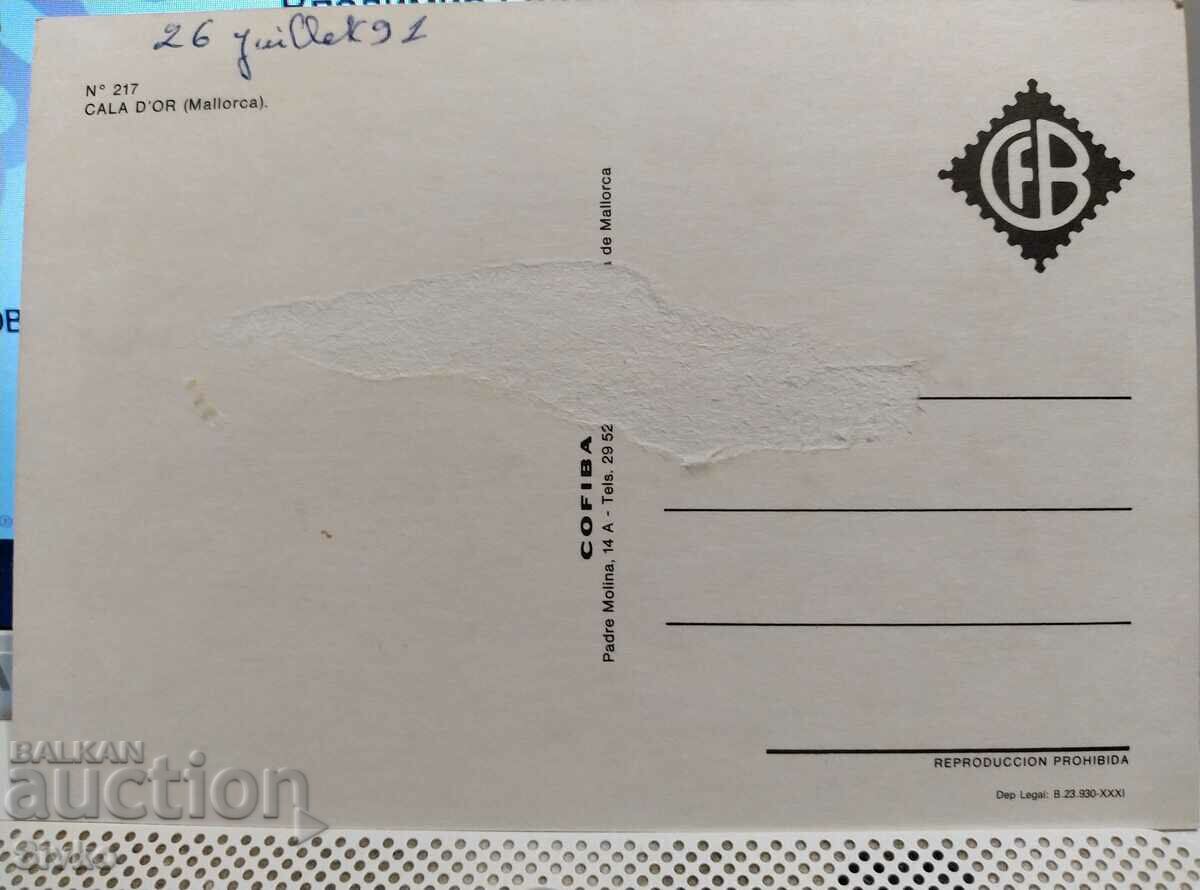 26 juillet 91
N° 217
CALA D'OR (Mallorca).
CFB
COFIBA
Padre Molina, 14 A - Tels. 29 52
de Mallorca
REPRODUCCION PROHIBIDA
Dep Legal: B.23.930-XXXI
BALKAN
auction